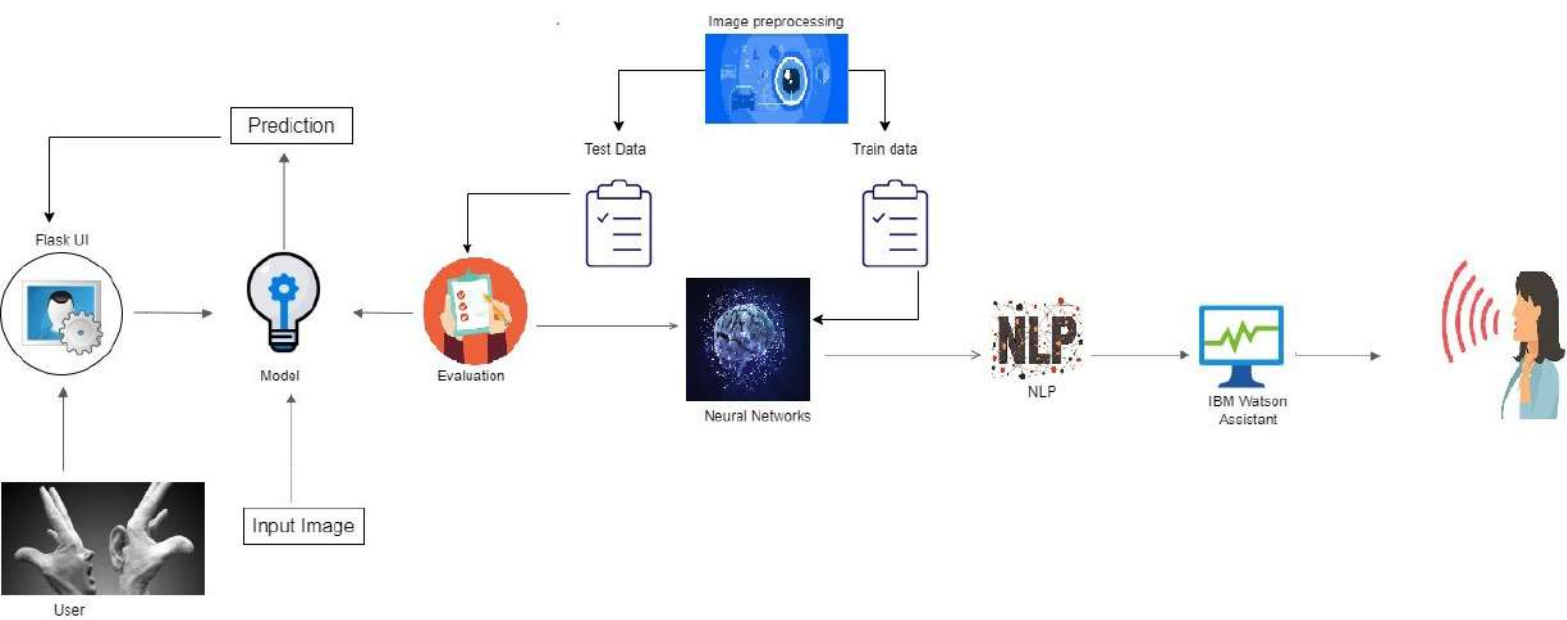 Image preprocessing
Prediction
Test Data
Train data
Flask UI
Model
Evaluation
Neural Networks
NLP
NLP
IBM Watson
Assistant
Input Image
User